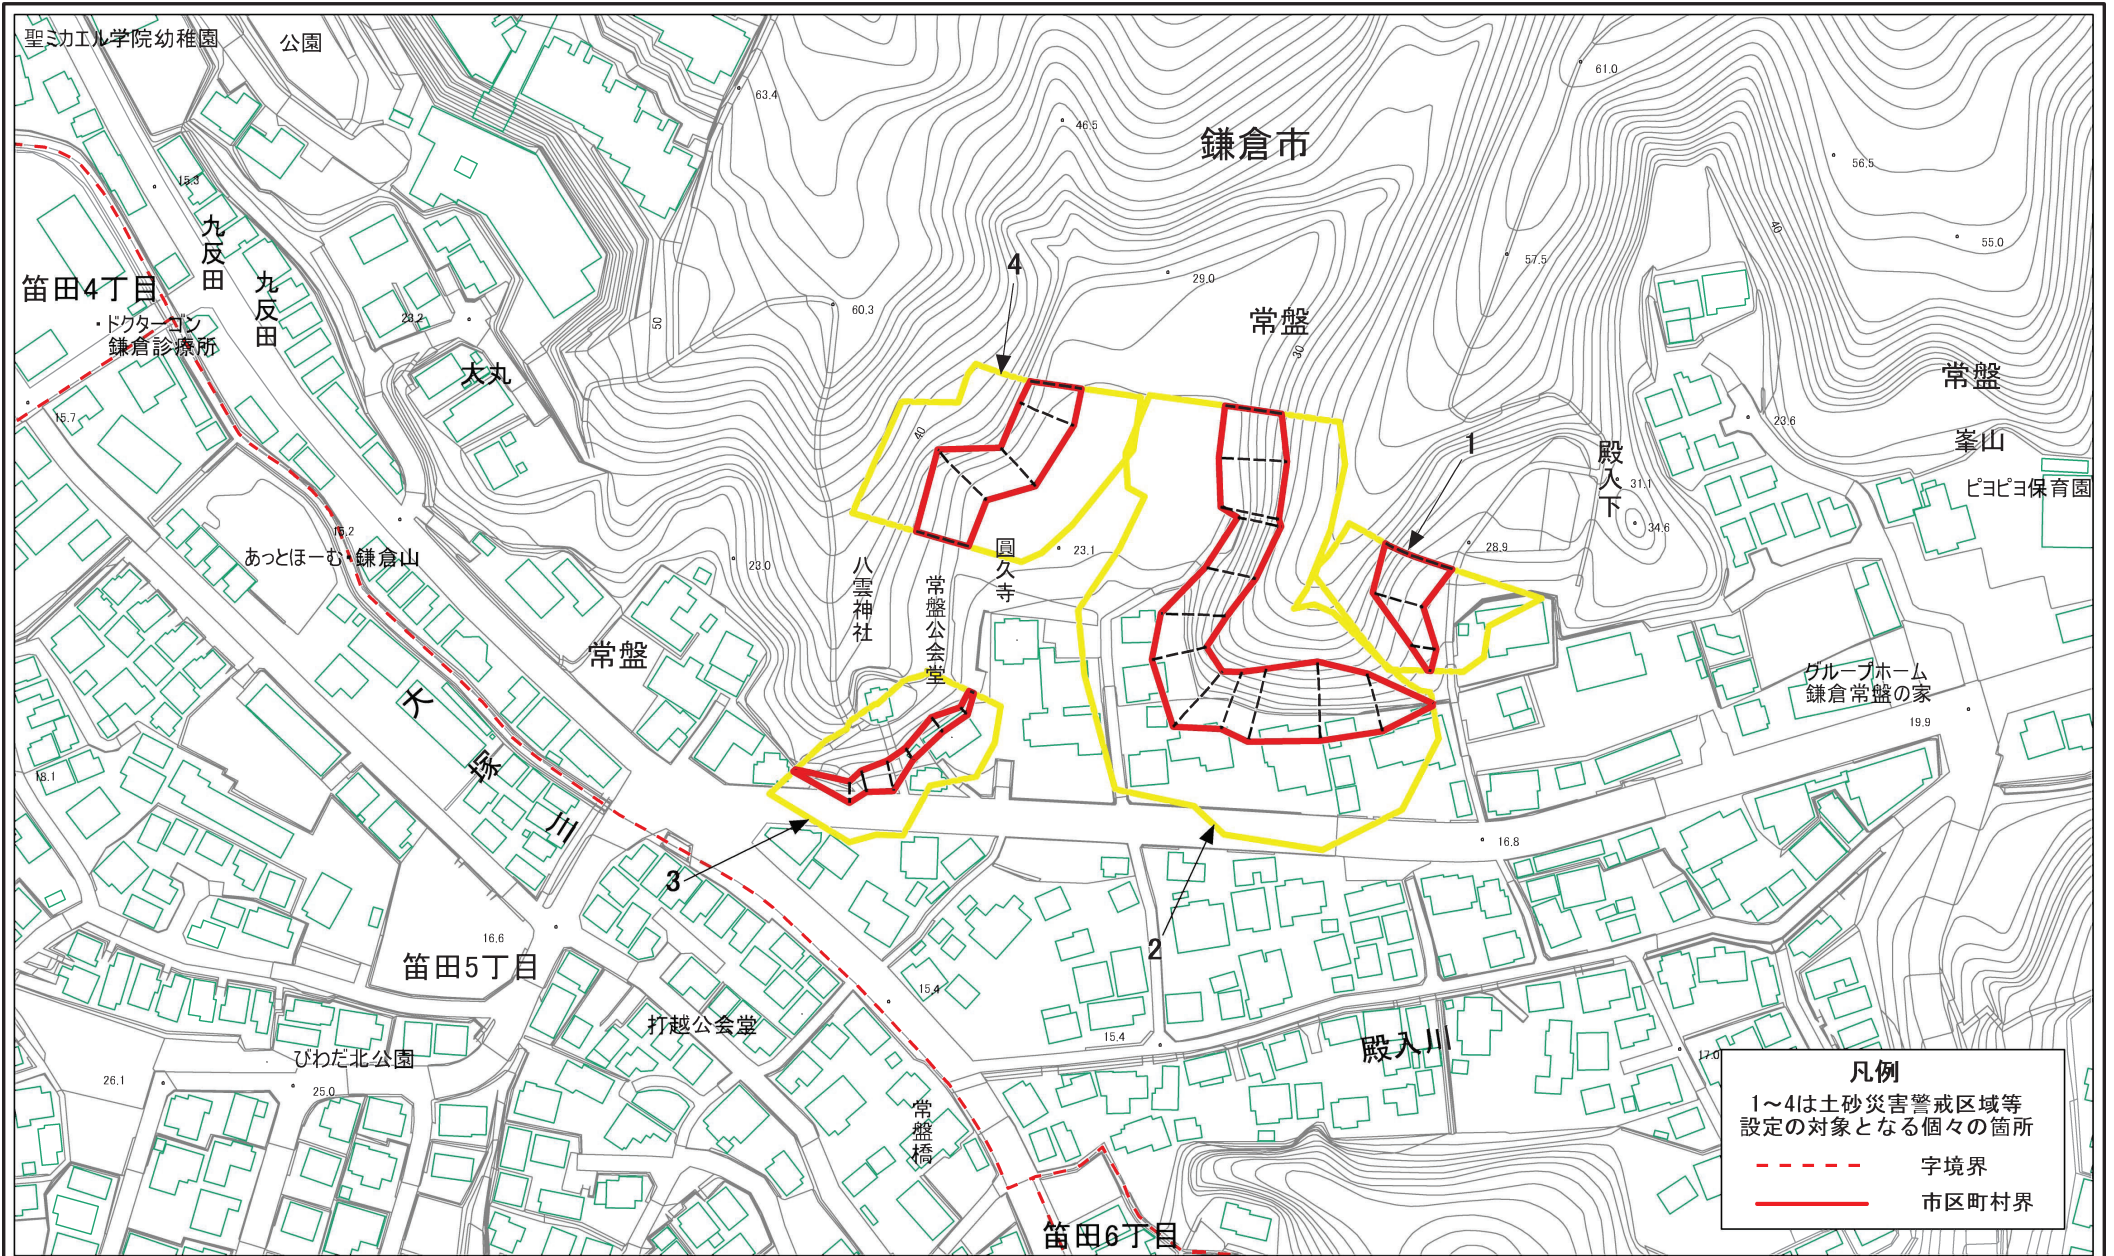 聖ミカエル学院幼稚園
公園
63.4
46.5
鎌倉市
61.0
56.5
15.3
九反田
九反田
笛田4丁目
ドクターゴン
鎌倉診療所
23.2
大丸
50
60.3
4
29.0
常盤
30
57.5
40
55.0
常盤
23.6
峯山
ピヨピヨ保育園
15.7
40
1
殿入下
31.1
34.6
28.9
15.2
あっとほーむ・鎌倉山
23.0
八雲神社
常盤公会堂
圓久寺
23.1
常盤
グループホーム
鎌倉常盤の家
19.9
大塚川
18.1
3
16.8
2
16.6
笛田5丁目
15.4
打越公会堂
15.4
殿入川
17.0
びわだ北公園
26.1
25.0
常盤橋
笛田6丁目
凡例
1～4は土砂災害警戒区域等
設定の対象となる個々の箇所
字境界
市区町村界